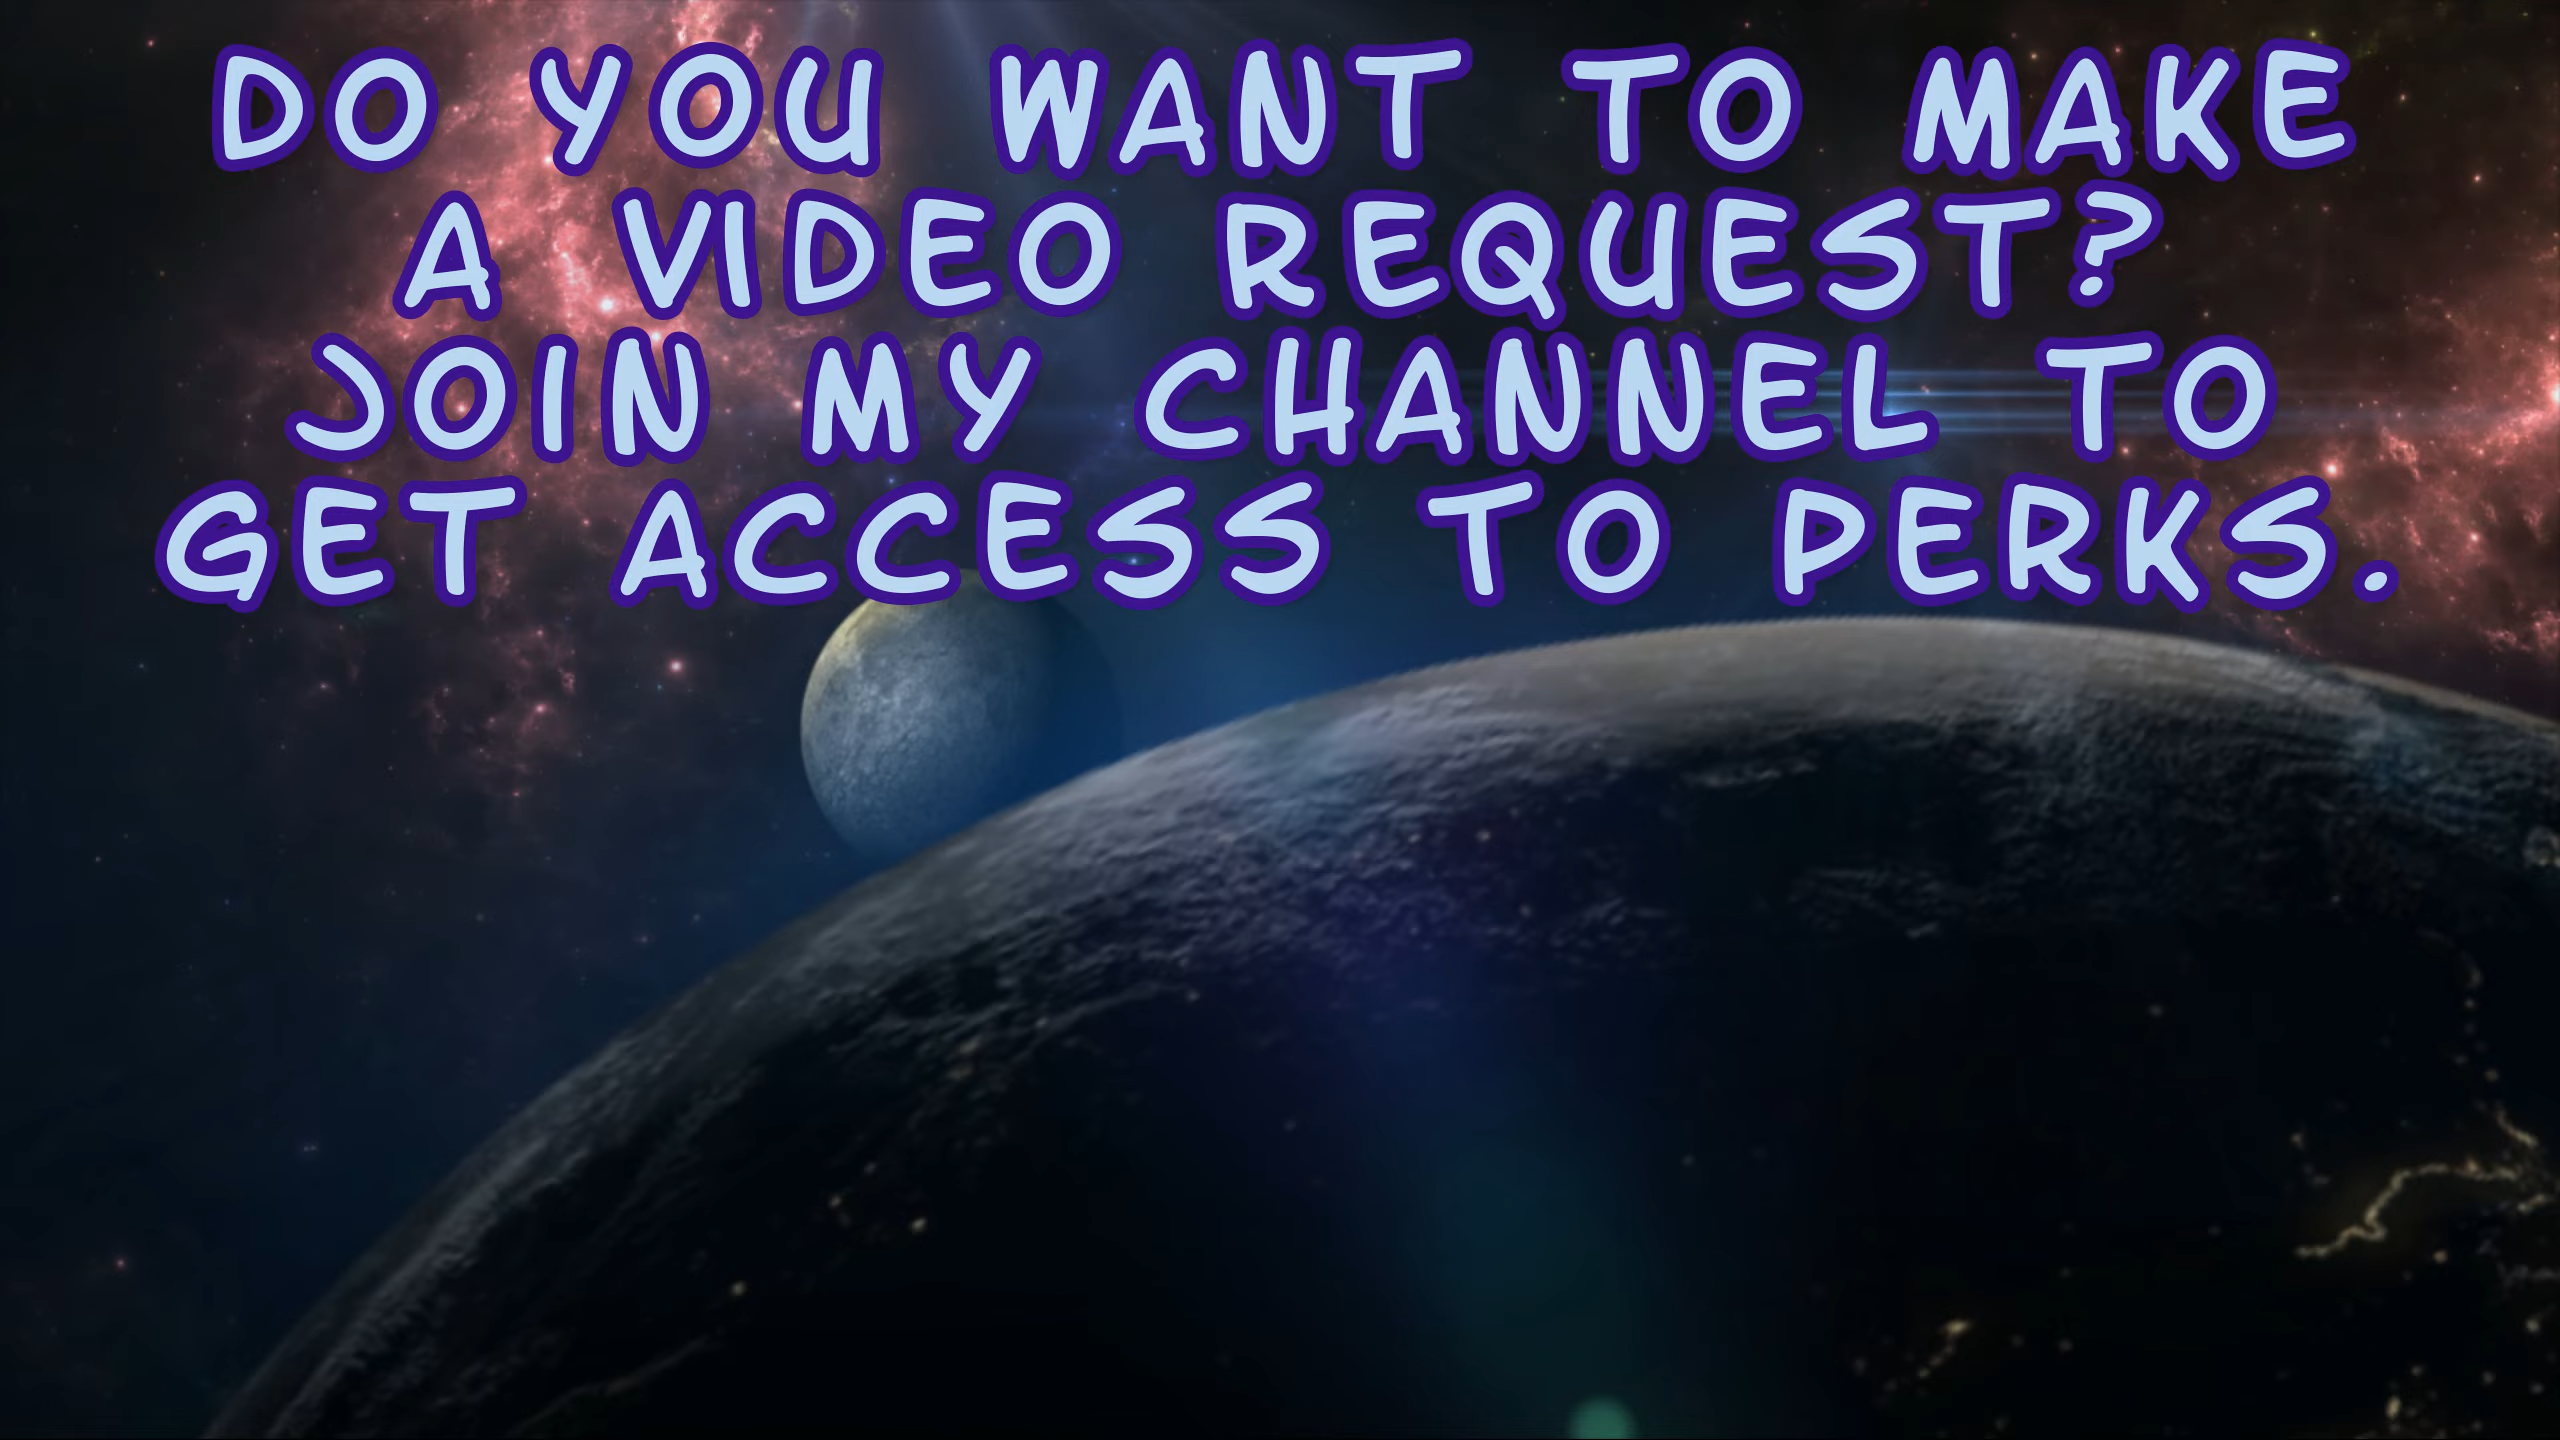 DO YOU WANT TO MAKE
A VIDEO REQUEST?
JOIN MY CHANNEL TO
GET ACCESS TO PERKS.